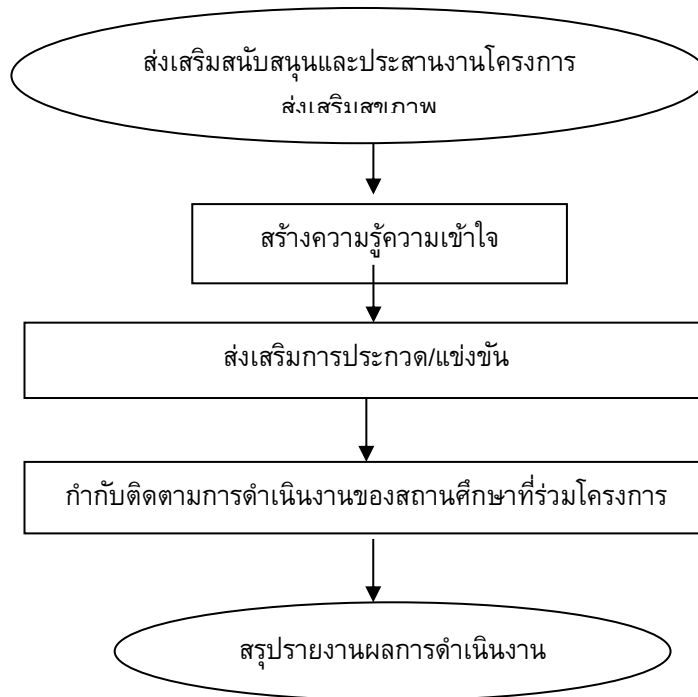 ส่งเสริมสนับสนุนและประสานงานโครงการ
ส่งเสริมสุขภาพ
สร้างความรู้ความเข้าใจ
ส่งเสริมการประกวด/แข่งขัน
กำกับติดตามการดำเนินงานของสถานศึกษาที่ร่วมโครงการ
สรุปรายงานผลการดำเนินงาน